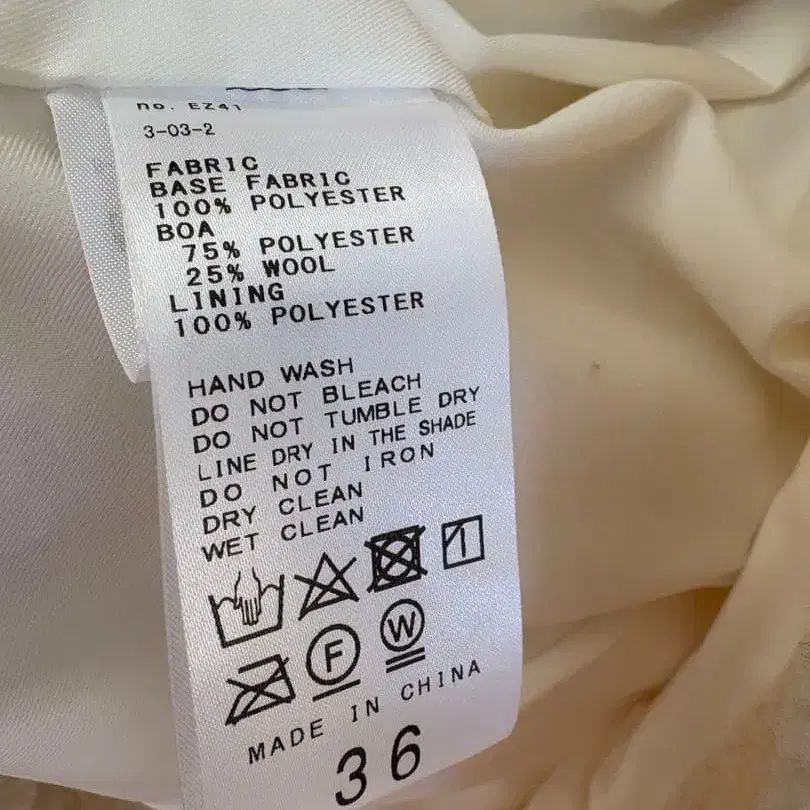 no. EZ41
3-03-2
FABRIC
BASE FABRIC
100% POLYESTER
BOA
75% POLYESTER
25% WOOL
LINING
100% POLYESTER
HAND WASH
DO NOT BLEACH
DO NOT TUMBLE DRY
LINE DRY IN THE SHADE
DO NOT IRON
DRY CLEAN
WET CLEAN
F W
MADE IN CHINA
36